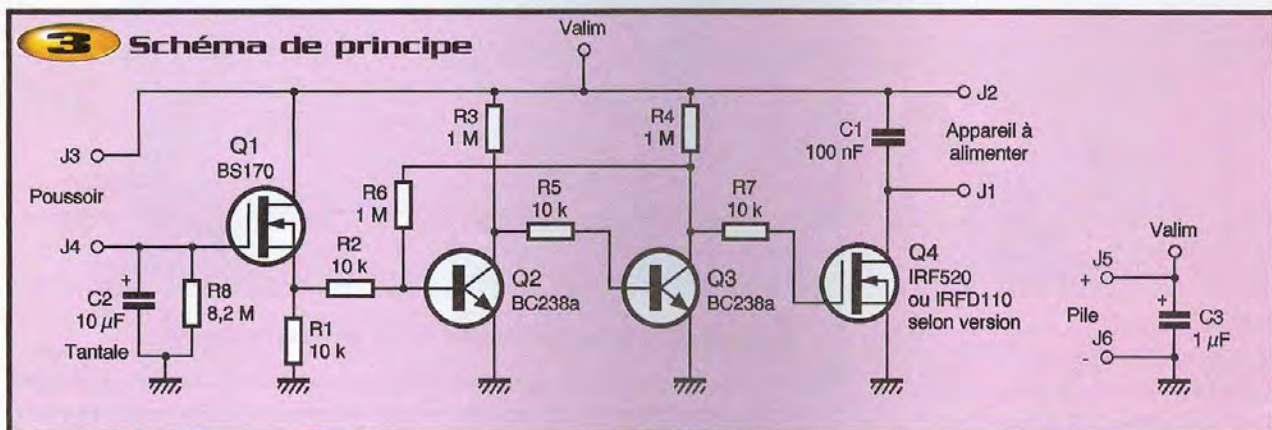 3 Schéma de principe
Valim
J3
Poussoir
J4
C2
10 µF
Tantale
+
R8
8,2 M
Q1
BS170
R1
10 k
R2
10 k
R6
1 M
R3
1 M
Q2
BC238a
R5
10 k
R4
1 M
Q3
BC238a
R7
10 k
C1
100 nF
J2
Appareil à
alimenter
J1
Q4
IRF520
ou IRFD110
selon version
Valim
J5
+
Pile
J6
-
+
C3
1 µF